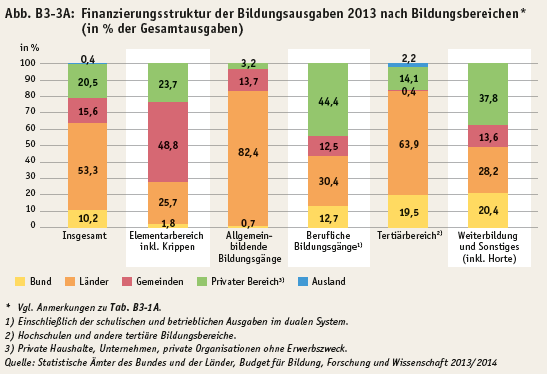 Abb. B3-3A: Finanzierungsstruktur der Bildungsausgaben 2013 nach Bildungsbereichen*
(in % der Gesamtausgaben)
in %
100
90
80
70
60
50
40
30
20
10
0
0,4
20,5
15,6
53,3
10,2
23,7
48,8
25,7
1,8
3,2
13,7
82,4
0,7
44,4
12,5
30,4
12,7
2,2
14,1
0,4
63,9
19,5
37,8
13,6
28,2
20,4
Insgesamt
Elementarbereich
inkl. Krippen
Allgemein-
bildende
Bildungsgänge
Berufliche
Bildungsgänge1)
Tertiärbereich2)
Weiterbildung
und Sonstiges
(inkl. Horte)
Bund Länder Gemeinden Privater Bereich3) Ausland
* Vgl. Anmerkungen zu Tab. B3-1A.
1) Einschließlich der schulischen und betrieblichen Ausgaben im dualen System.
2) Hochschulen und andere tertiäre Bildungsbereiche.
3) Private Haushalte, Unternehmen, private Organisationen ohne Erwerbszweck.
Quelle: Statistische Ämter des Bundes und der Länder, Budget für Bildung, Forschung und Wissenschaft 2013/2014